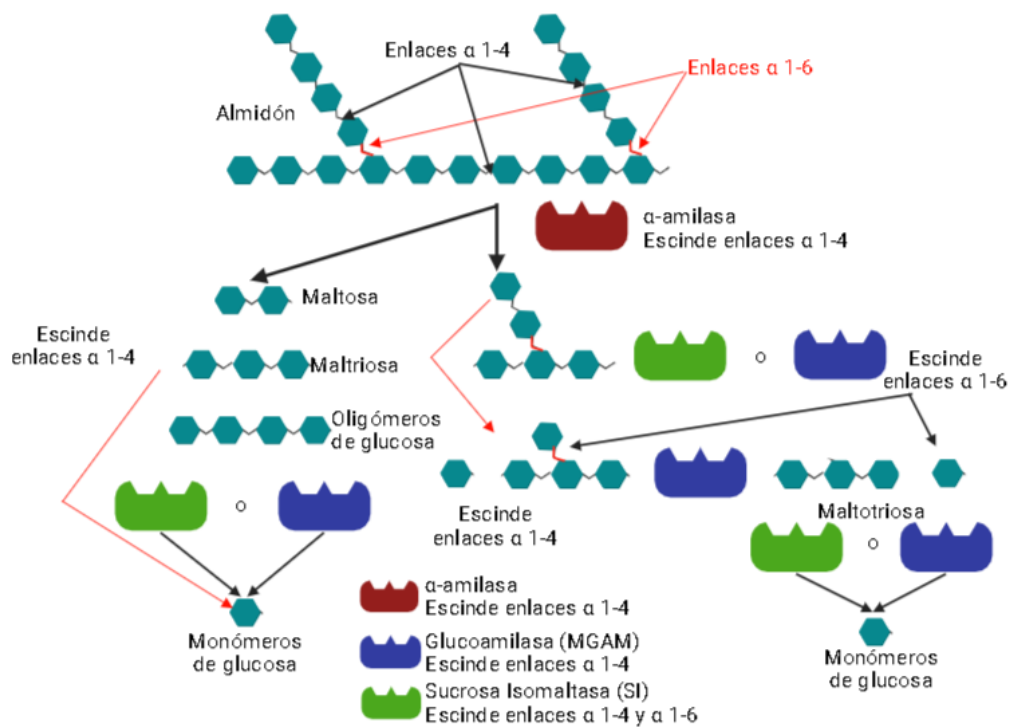 Enlaces α 1-4
Enlaces α 1-6
Almidón
α-amilasa
Escinde enlaces α 1-4
Maltosa
Escinde
enlaces α 1-4
Maltriosa
o
Escinde
enlaces α 1-6
Oligómeros
de glucosa
o
Escinde
enlaces α 1-4
Maltotriosa
o
Monómeros
de glucosa
α-amilasa
Escinde enlaces α 1-4
Glucoamilasa (MGAM)
Escinde enlaces α 1-4
Sucrosa Isomaltasa (SI)
Escinde enlaces α 1-4 y α 1-6
Monómeros
de glucosa